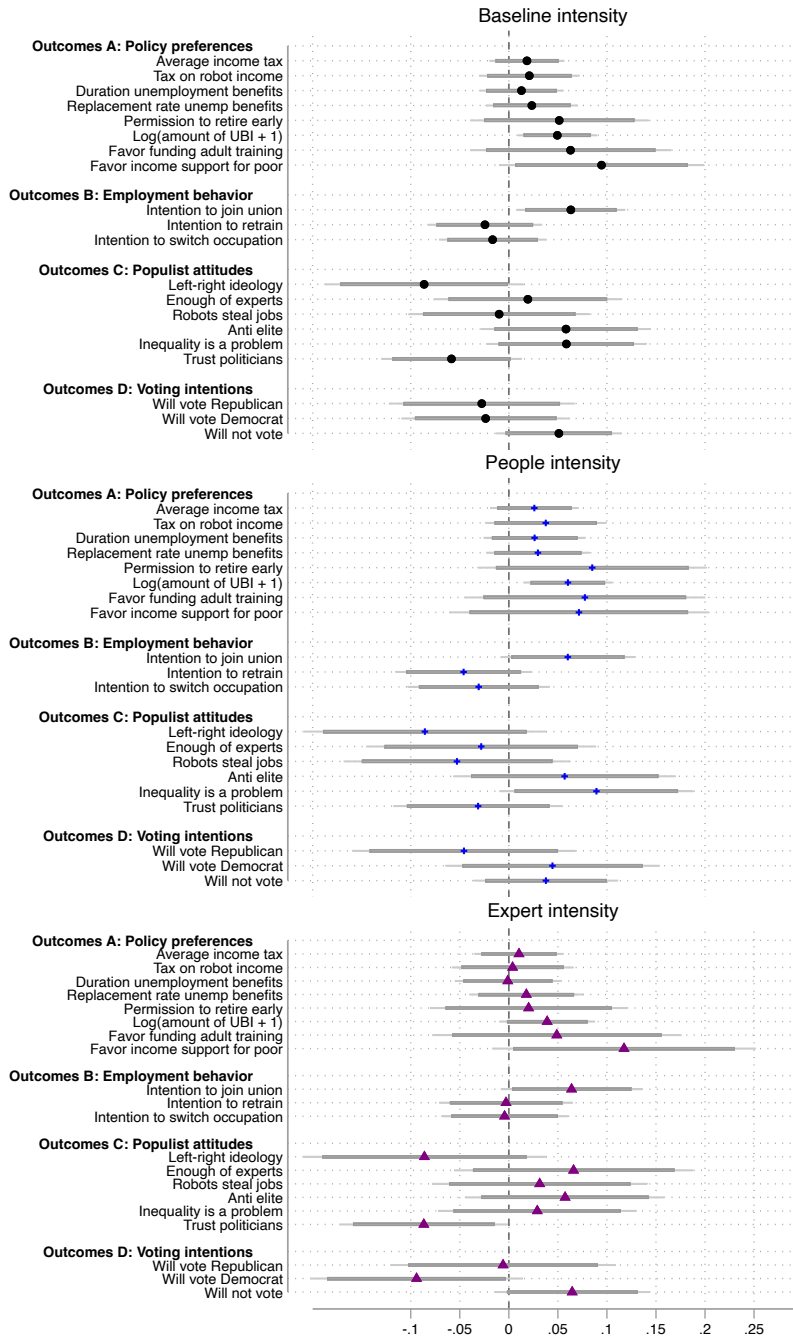 Baseline intensity
Outcomes A: Policy preferences
Average income tax
Tax on robot income
Duration unemployment benefits
Replacement rate unemp benefits
Permission to retire early
Log(amount of UBI + 1)
Favor funding adult training
Favor income support for poor
Outcomes B: Employment behavior
Intention to join union
Intention to retrain
Intention to switch occupation
Outcomes C: Populist attitudes
Left-right ideology
Enough of experts
Robots steal jobs
Anti elite
Inequality is a problem
Trust politicians
Outcomes D: Voting intentions
Will vote Republican
Will vote Democrat
Will not vote
People intensity
Outcomes A: Policy preferences
Average income tax
Tax on robot income
Duration unemployment benefits
Replacement rate unemp benefits
Permission to retire early
Log(amount of UBI + 1)
Favor funding adult training
Favor income support for poor
Outcomes B: Employment behavior
Intention to join union
Intention to retrain
Intention to switch occupation
Outcomes C: Populist attitudes
Left-right ideology
Enough of experts
Robots steal jobs
Anti elite
Inequality is a problem
Trust politicians
Outcomes D: Voting intentions
Will vote Republican
Will vote Democrat
Will not vote
Expert intensity
Outcomes A: Policy preferences
Average income tax
Tax on robot income
Duration unemployment benefits
Replacement rate unemp benefits
Permission to retire early
Log(amount of UBI + 1)
Favor funding adult training
Favor income support for poor
Outcomes B: Employment behavior
Intention to join union
Intention to retrain
Intention to switch occupation
Outcomes C: Populist attitudes
Left-right ideology
Enough of experts
Robots steal jobs
Anti elite
Inequality is a problem
Trust politicians
Outcomes D: Voting intentions
Will vote Republican
Will vote Democrat
Will not vote
-.1 -.05 0 .05 .1 .15 .2 .25